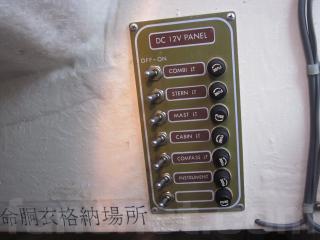 DC 12V PANEL
OFF-ON
COMBI LT
STERN LT
MAST LT
CABIN LT
COMPASS LT
INSTRUMENT
命胴衣格納場所